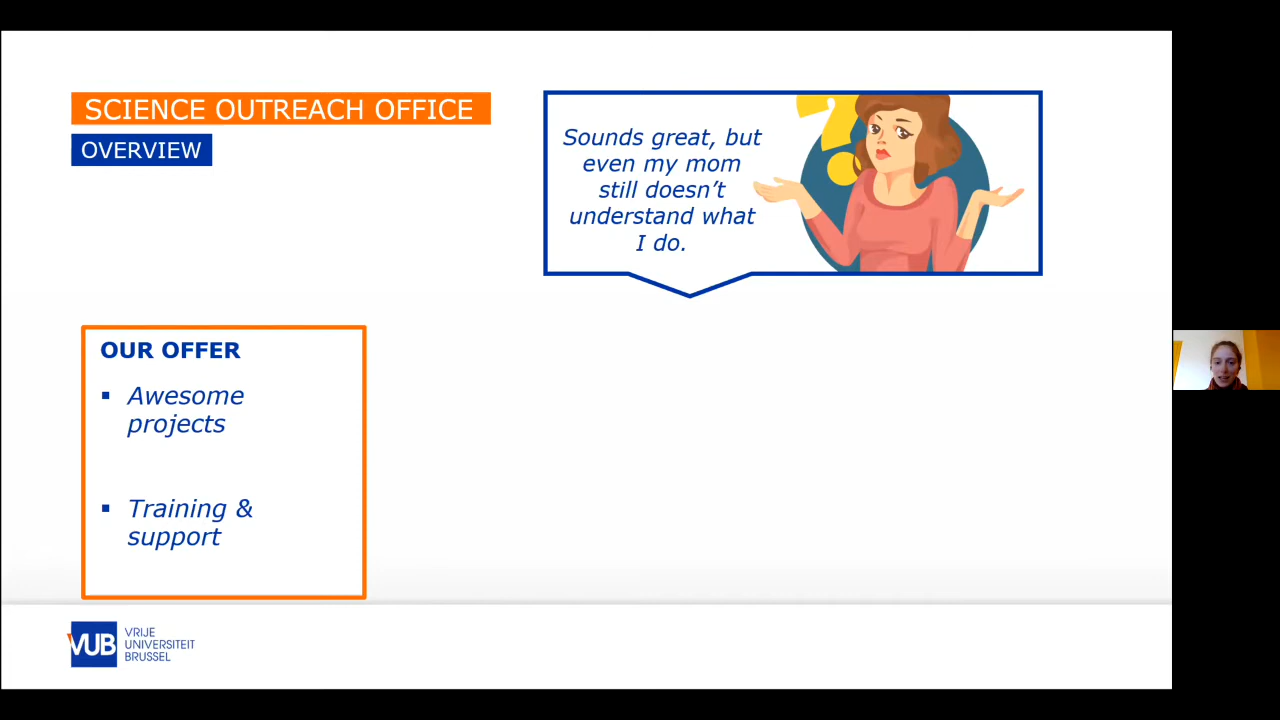 SCIENCE OUTREACH OFFICE
OVERVIEW
Sounds great, but
even my mom
still doesn't
understand what
I do.
?
OUR OFFER
▪ Awesome
projects
▪ Training &
support
VUB
VRIJE
UNIVERSITEIT
BRUSSEL